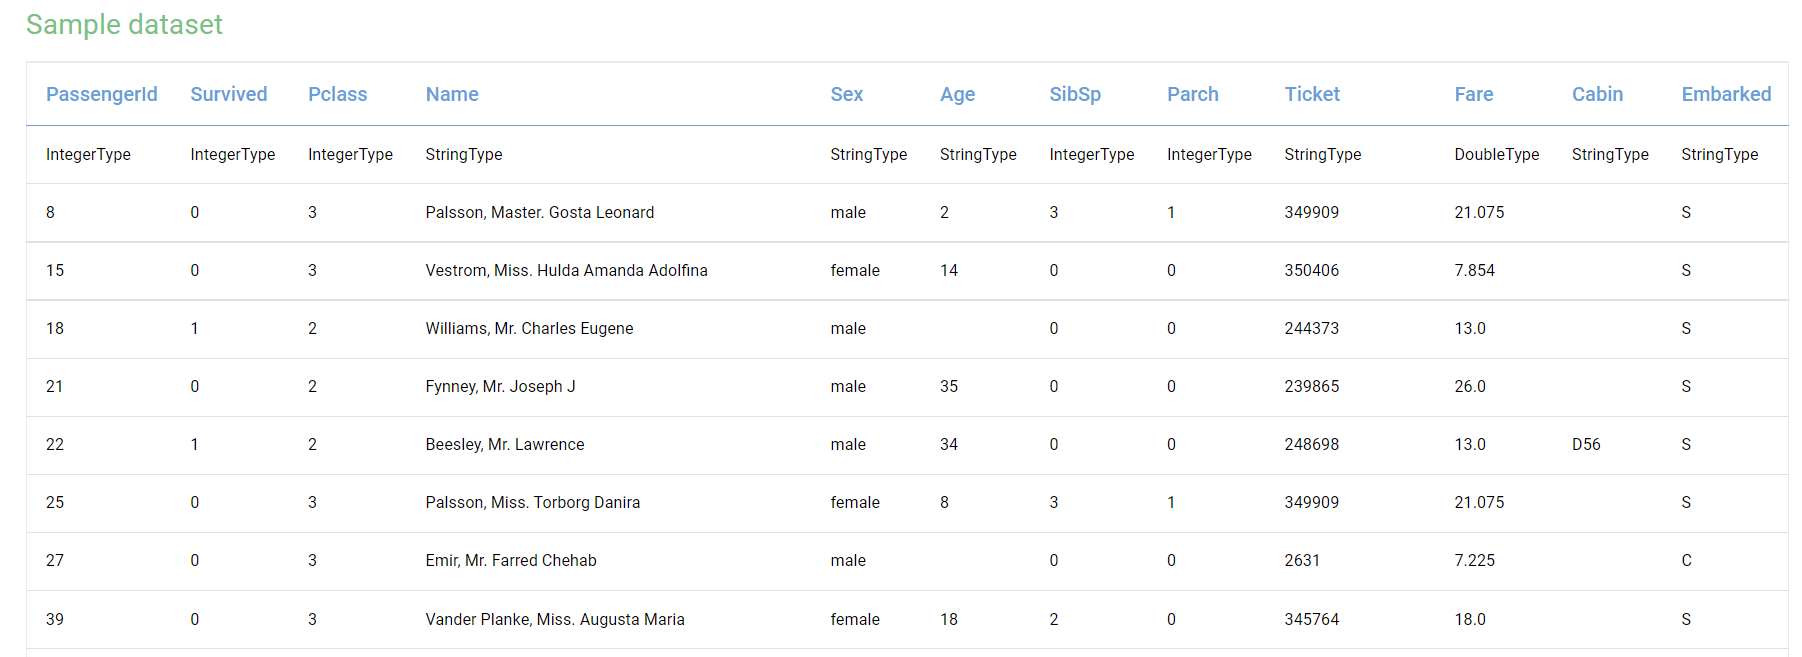 Sample dataset
PassengerId Survived Pclass Name Sex Age SibSp Parch Ticket Fare Cabin Embarked
IntegerType IntegerType IntegerType StringType StringType StringType IntegerType IntegerType StringType DoubleType StringType StringType
8 0 3 Palsson, Master. Gosta Leonard male 2 3 1 349909 21.075 S
15 0 3 Vestrom, Miss. Hulda Amanda Adolfina female 14 0 0 350406 7.854 S
18 1 2 Williams, Mr. Charles Eugene male 0 0 244373 13.0 S
21 0 2 Fynney, Mr. Joseph J male 35 0 0 239865 26.0 S
22 1 2 Beesley, Mr. Lawrence male 34 0 0 248698 13.0 D56 S
25 0 3 Palsson, Miss. Torborg Danira female 8 3 1 349909 21.075 S
27 0 3 Emir, Mr. Farred Chehab male 0 0 2631 7.225 C
39 0 3 Vander Planke, Miss. Augusta Maria female 18 2 0 345764 18.0 S